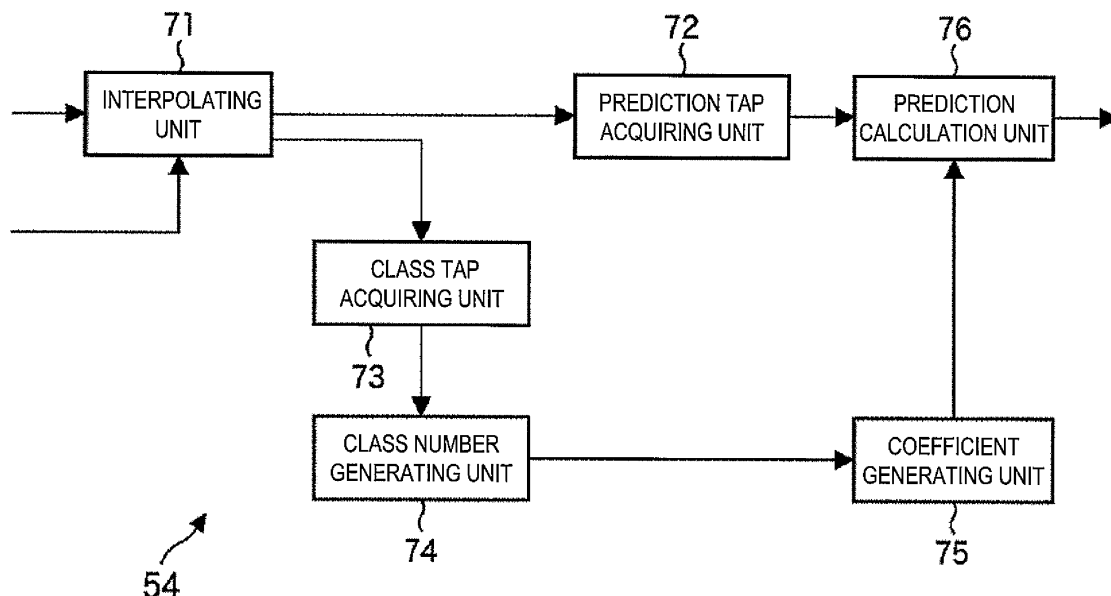 71
INTERPOLATING
UNIT
72
PREDICTION TAP
ACQUIRING UNIT
76
PREDICTION
CALCULATION UNIT
CLASS TAP
ACQUIRING UNIT
73
CLASS NUMBER
GENERATING UNIT
74
COEFFICIENT
GENERATING UNIT
75
54